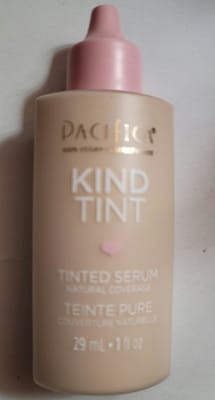 PACIFICA
KIND
TINT
TINTED SERUM
NATURAL COVERAGE
TEINTE PURE
COUVERTURE NATURELLE
29 mL • 1 fl oz